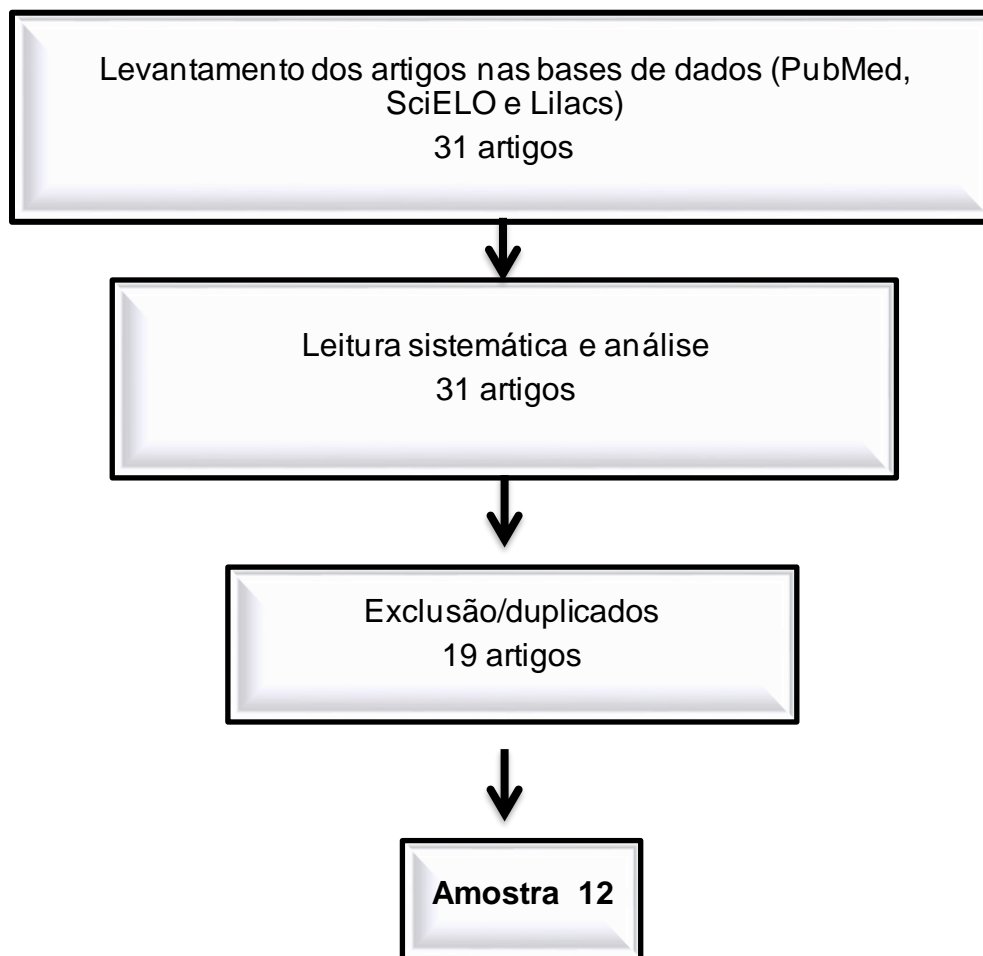 Levantamento dos artigos nas bases de dados (PubMed,
SciELO e Lilacs)
31 artigos
Leitura sistemática e análise
31 artigos
Exclusão/duplicados
19 artigos
Amostra 12